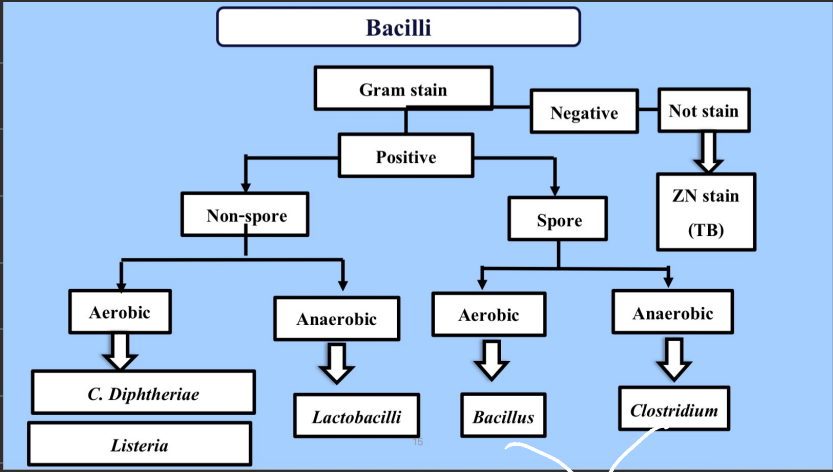 Bacilli
Gram stain
Negative
Not stain
Positive
ZN stain
(TB)
Non-spore
Spore
Aerobic
Anaerobic
Aerobic
Anaerobic
C. Diphtheriae
Listeria
Lactobacilli
Bacillus
Clostridium
15